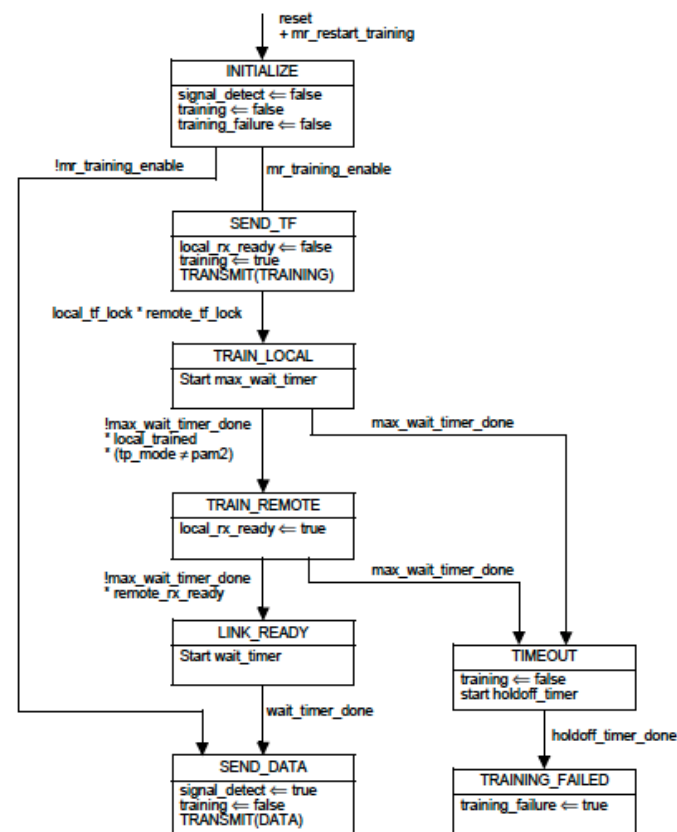 reset
+ mr_restart_training
INITIALIZE
signal_detect ⇐ false
training ⇐ false
training_failure ⇐ false
!mr_training_enable
mr_training_enable
SEND_TF
local_rx_ready ⇐ false
training ⇐ true
TRANSMIT(TRAINING)
local_tf_lock * remote_tf_lock
TRAIN_LOCAL
Start max_wait_timer
!max_wait_timer_done
* local_trained
* (tp_mode ≠ pam2)
max_wait_timer_done
TRAIN_REMOTE
local_rx_ready ⇐ true
!max_wait_timer_done
* remote_rx_ready
max_wait_timer_done
LINK_READY
Start wait_timer
TIMEOUT
training ⇐ false
start holdoff_timer
wait_timer_done
holdoff_timer_done
SEND_DATA
signal_detect ⇐ true
training ⇐ false
TRANSMIT(DATA)
TRAINING_FAILED
training_failure ⇐ true